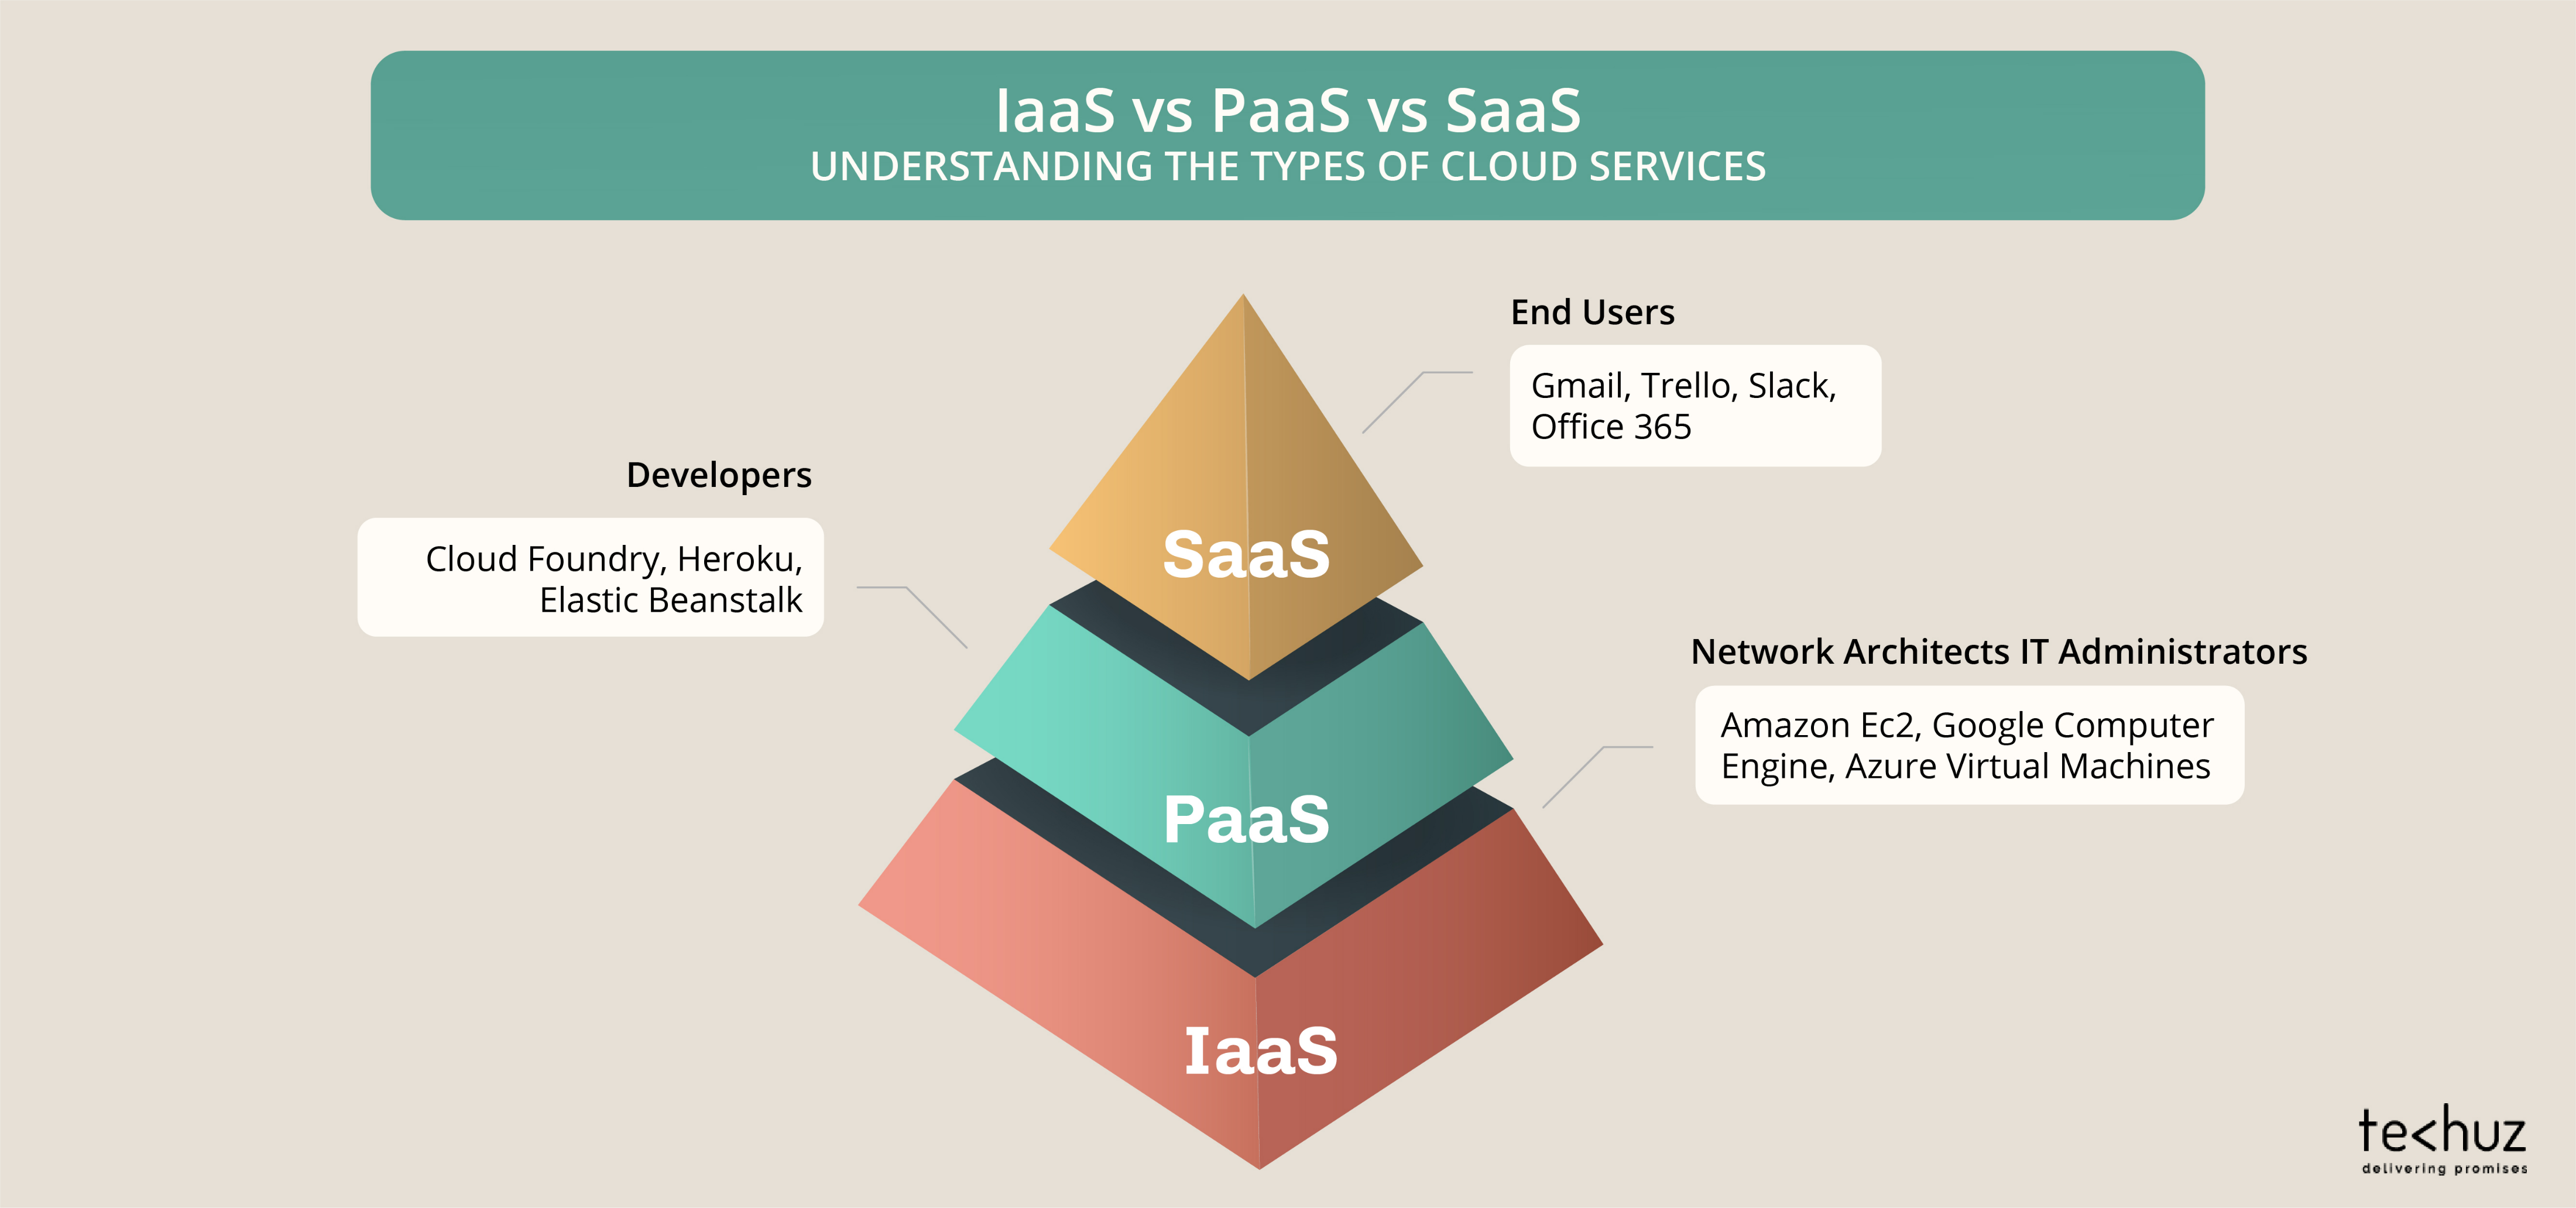 IaaS vs PaaS vs SaaS
UNDERSTANDING THE TYPES OF CLOUD SERVICES
End Users
Gmail, Trello, Slack,
Office 365
SaaS
Developers
Cloud Foundry, Heroku,
Elastic Beanstalk
PaaS
Network Architects IT Administrators
Amazon Ec2, Google Computer
Engine, Azure Virtual Machines
IaaS
te<huz
delivering promises